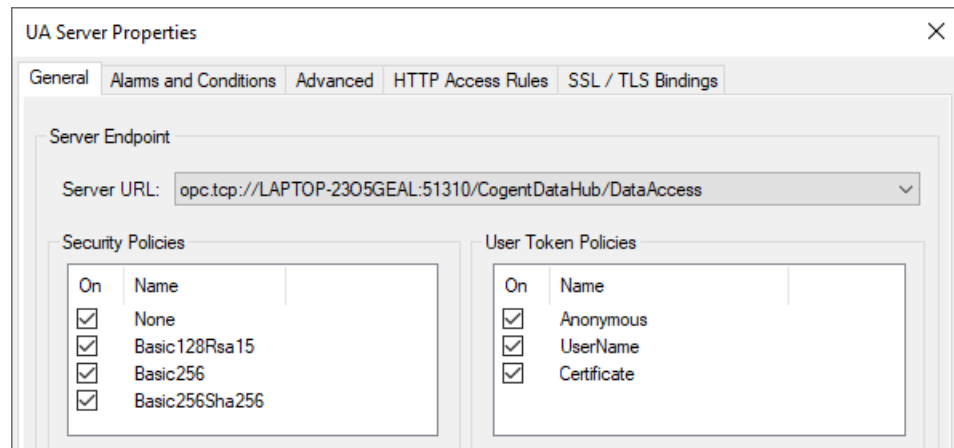 UA Server Properties
General Alarms and Conditions Advanced HTTP Access Rules SSL / TLS Bindings
Server Endpoint
Server URL: opc.tcp://LAPTOP-23O5GEAL:51310/CogentDataHub/DataAccess
Security Policies
On Name
None
Basic128Rsa15
Basic256
Basic256Sha256
User Token Policies
On Name
Anonymous
UserName
Certificate